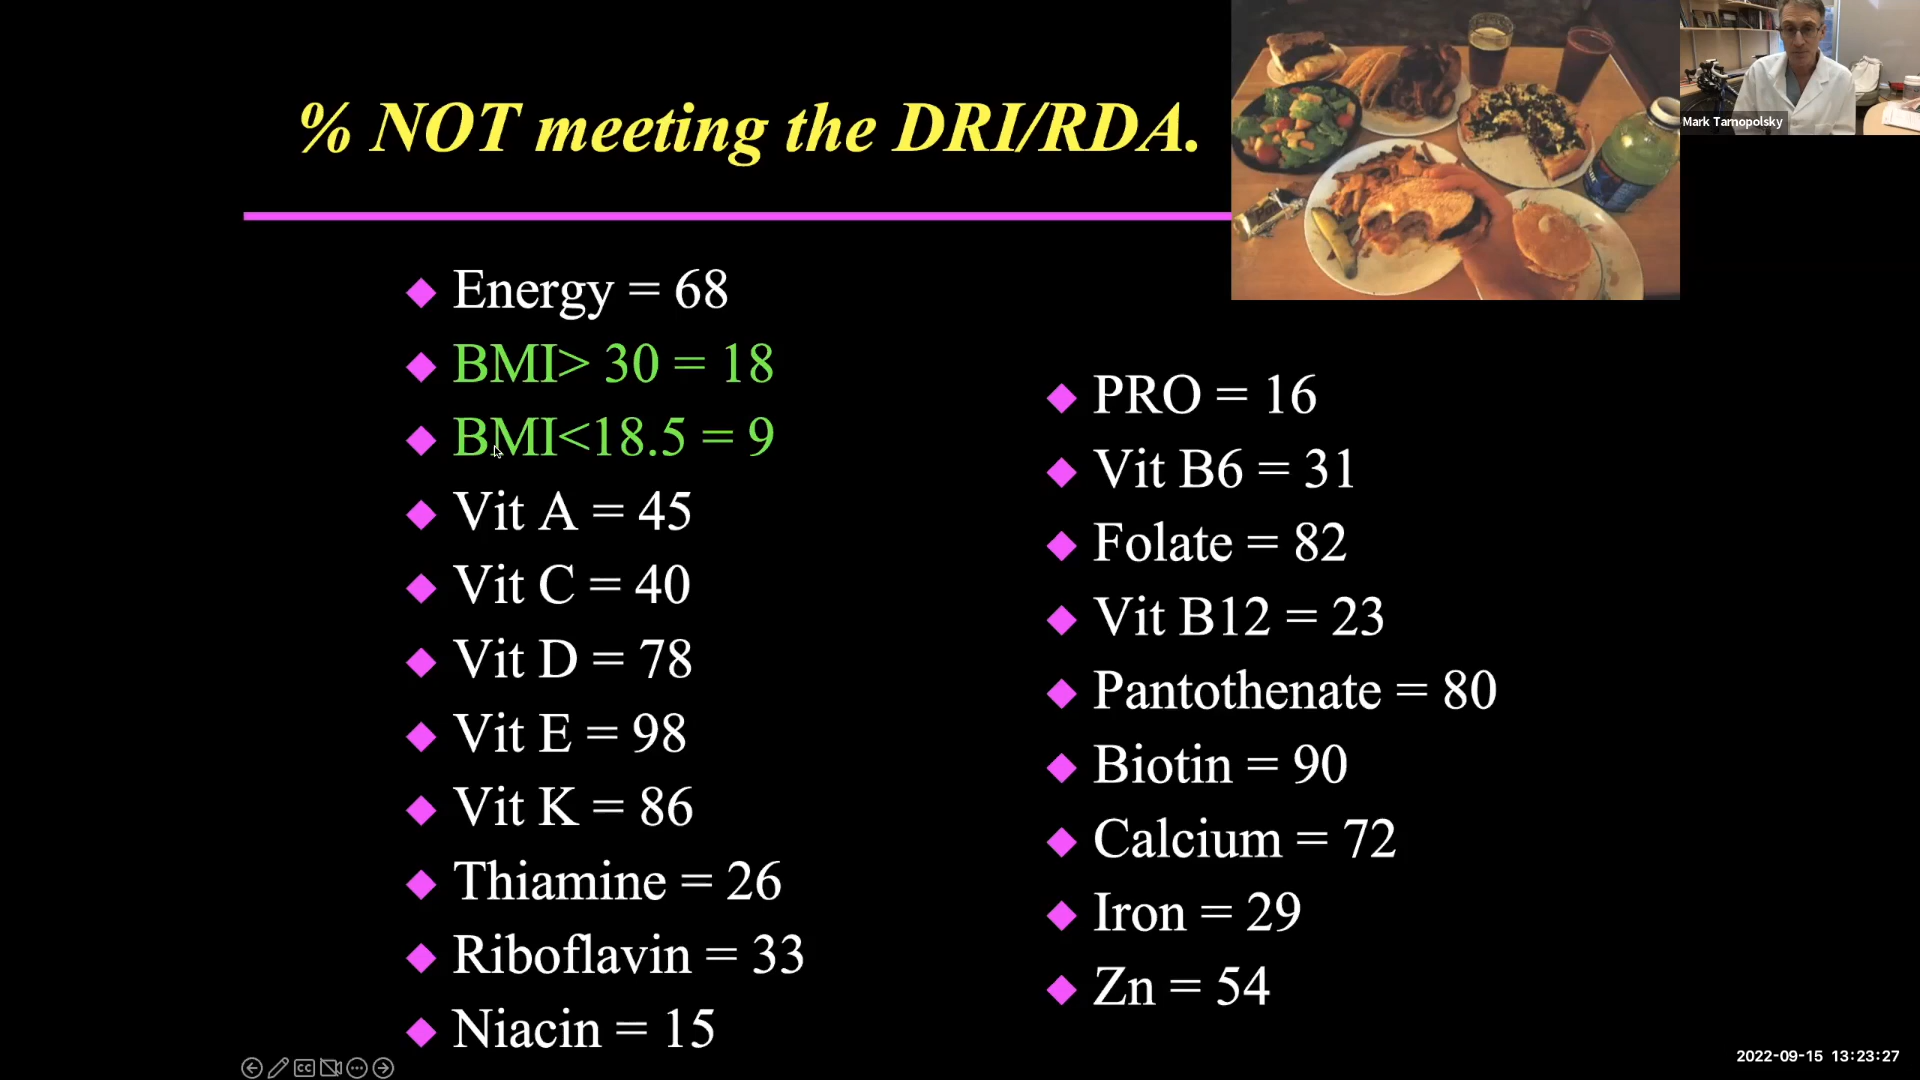 % NOT meeting the DRI/RDA.
Mark Tarnopolsky
Energy = 68
BMI> 30 = 18
BMI<18.5 = 9
Vit A = 45
Vit C = 40
Vit D = 78
Vit E = 98
Vit K = 86
Thiamine = 26
Riboflavin = 33
Niacin = 15
PRO = 16
Vit B6 = 31
Folate = 82
Vit B12 = 23
Pantothenate = 80
Biotin = 90
Calcium = 72
Iron = 29
Zn = 54
CC
2022-09-15 13:23:27